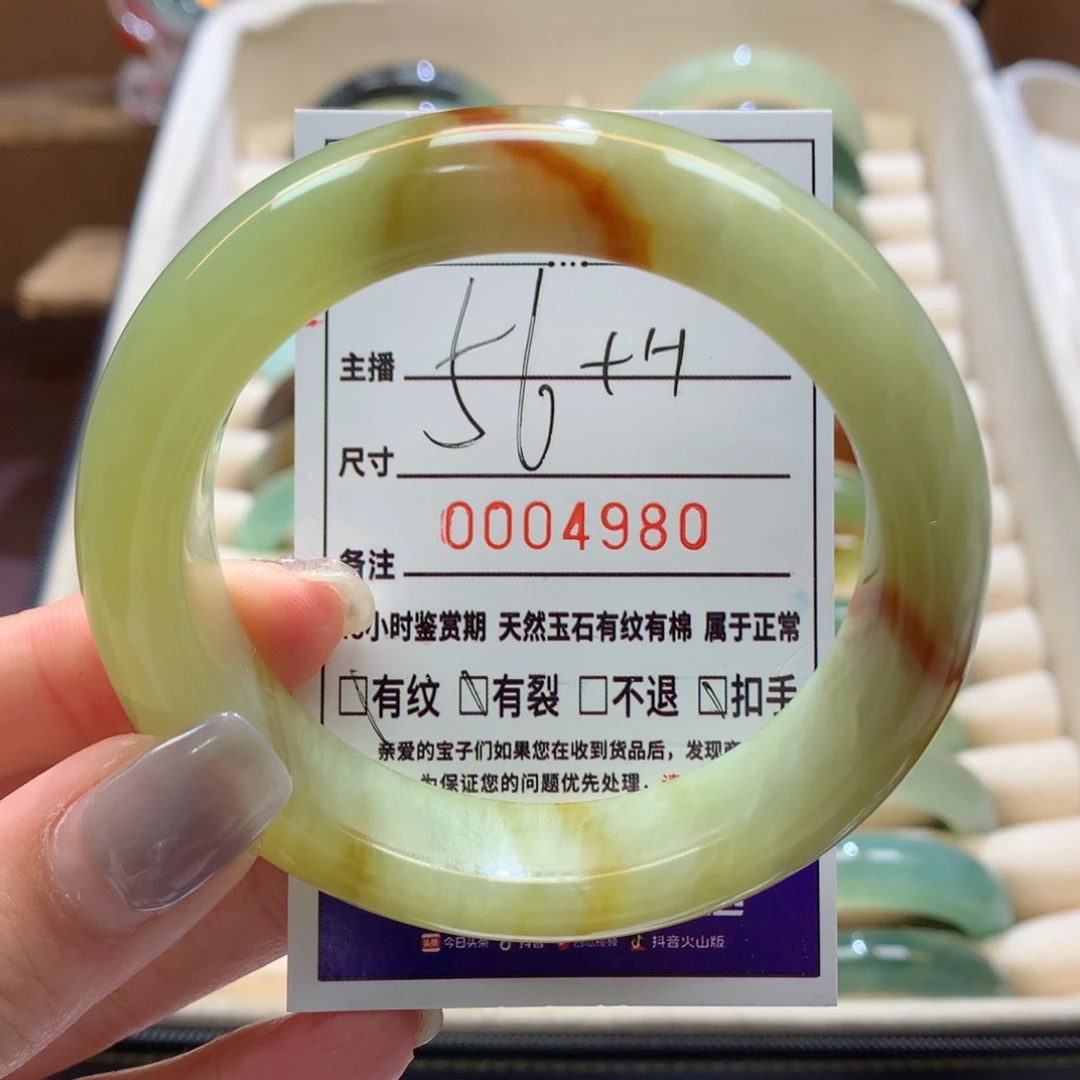 56+H
主播
尺寸
0004980
备注
小时鉴赏期 天然玉石有纹有棉 属于正常
有纹 有裂 不退 扣手
亲爱的宝子们如果您在收到货品后，发现
为保证您的问题优先处理，
今日头条 抖音 抖音火山版